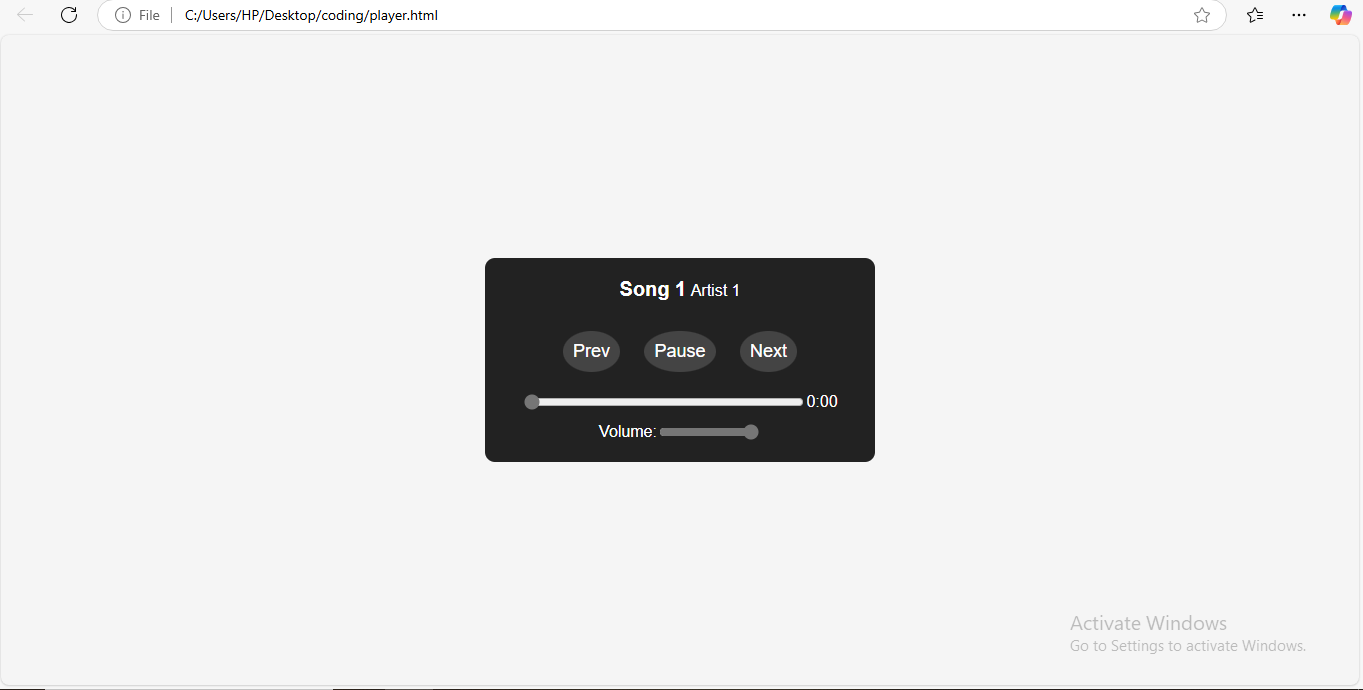 File C:/Users/HP/Desktop/coding/player.html
Song 1 Artist 1
Prev Pause Next
0:00
Volume:
Activate Windows
Go to Settings to activate Windows.